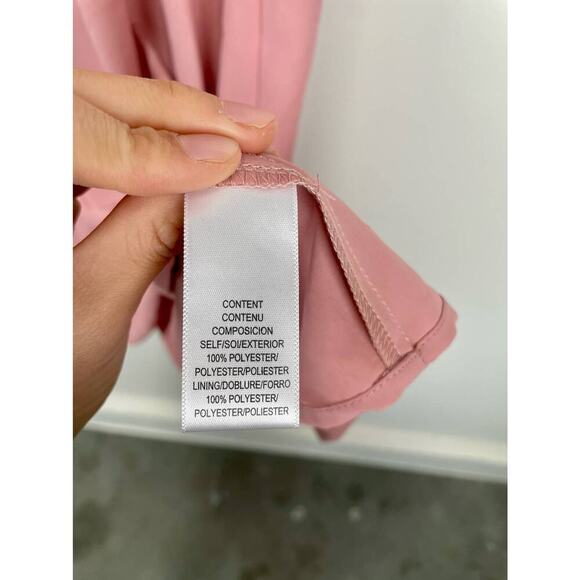 CONTENT
CONTENU
COMPOSICION
SELF/SOI/EXTERIOR
100% POLYESTER/
POLYESTER/POLIESTER
LINING/DOBLURE/FORRO
100% POLYESTER/
POLYESTER/POLIESTER